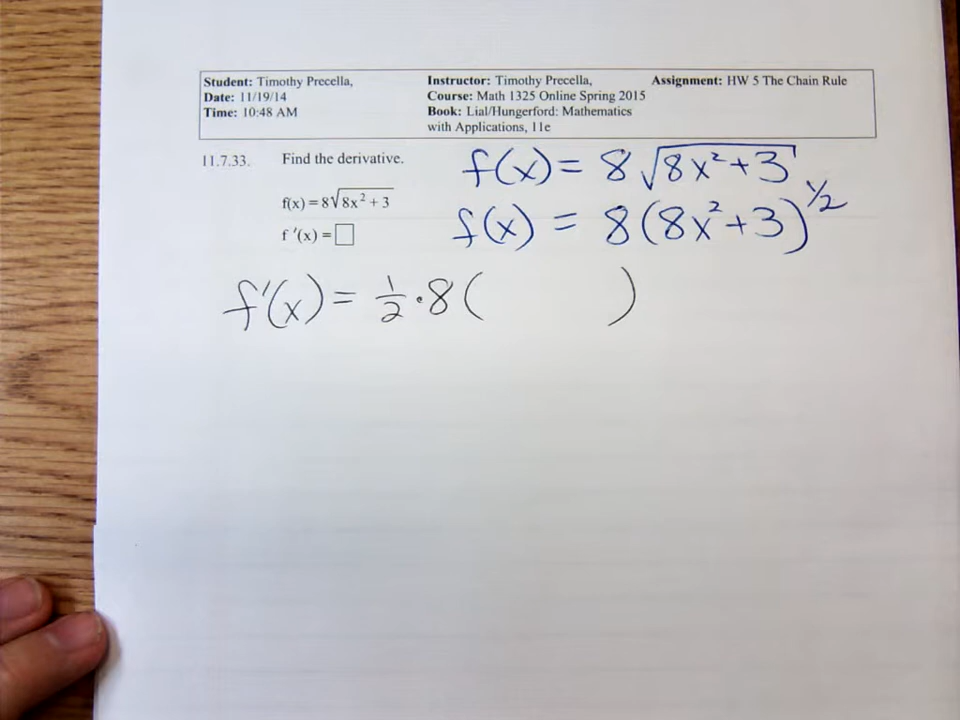 Student: Timothy Precella,
Date: 11/19/14
Time: 10:48 AM
Instructor: Timothy Precella,
Course: Math 1325 Online Spring 2015
Book: Lial/Hungerford: Mathematics
with Applications, 11e
Assignment: HW 5 The Chain Rule
11.7.33. Find the derivative.
f(x) = 8√8x² + 3
f ′(x) = □
f(x) = 8 √8x² + 3
f(x) = 8(8x² + 3)^1/2
f′(x) = 1/2 · 8 ( )